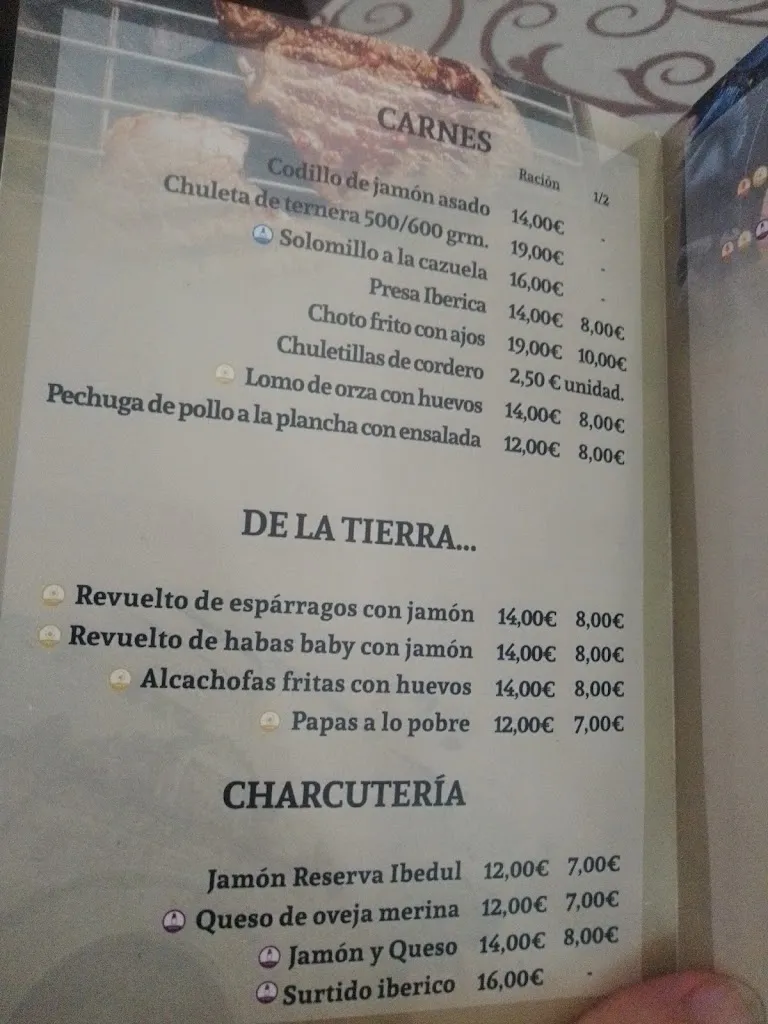 CARNES
Ración 1/2
Codillo de jamón asado 14,00€ -
Chuleta de ternera 500/600 grm. 19,00€ -
Solomillo a la cazuela 16,00€ -
Presa Iberica 14,00€ 8,00€
Choto frito con ajos 19,00€ 10,00€
Chuletillas de cordero 2,50 € unidad.
Lomo de orza con huevos 14,00€ 8,00€
Pechuga de pollo a la plancha con ensalada 12,00€ 8,00€
DE LA TIERRA...
Revuelto de espárragos con jamón 14,00€ 8,00€
Revuelto de habas baby con jamón 14,00€ 8,00€
Alcachofas fritas con huevos 14,00€ 8,00€
Papas a lo pobre 12,00€ 7,00€
CHARCUTERÍA
Jamón Reserva Ibedul 12,00€ 7,00€
Queso de oveja merina 12,00€ 7,00€
Jamón y Queso 14,00€ 8,00€
Surtido iberico 16,00€ -